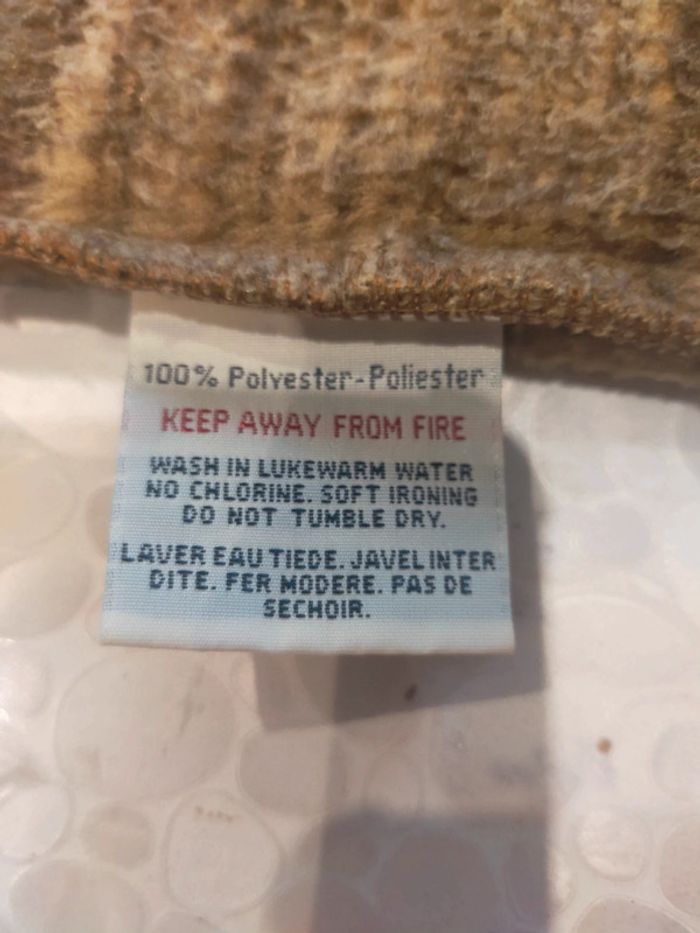 100% Polyester-Poliester
KEEP AWAY FROM FIRE
WASH IN LUKEWARM WATER
NO CHLORINE. SOFT IRONING
DO NOT TUMBLE DRY.
LAVER EAU TIEDE. JAVEL INTER
DITE. FER MODERE. PAS DE
SECHOIR.